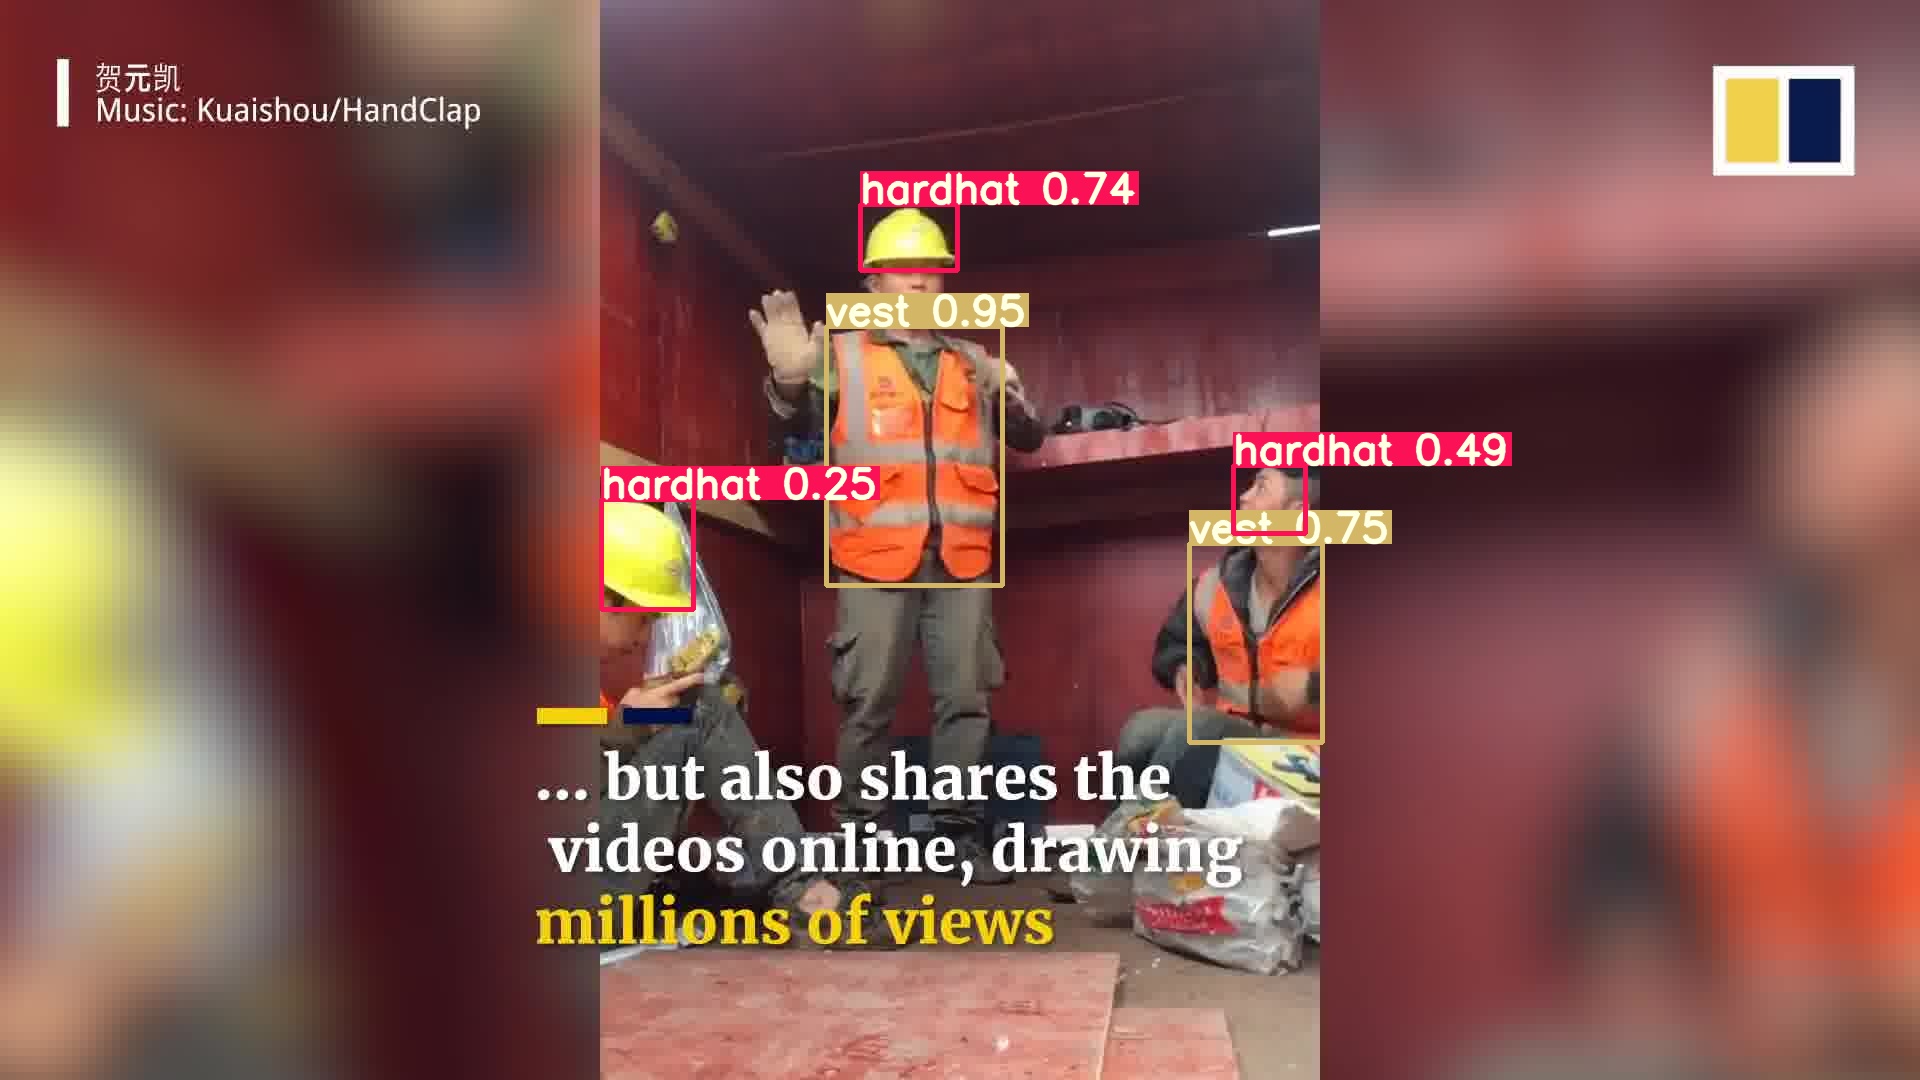 贺元凯
Music: Kuaishou/HandClap
hardhat 0.74
vest 0.95
hardhat 0.49
hardhat 0.25
vest 0.75
... but also shares the
videos online, drawing
millions of views